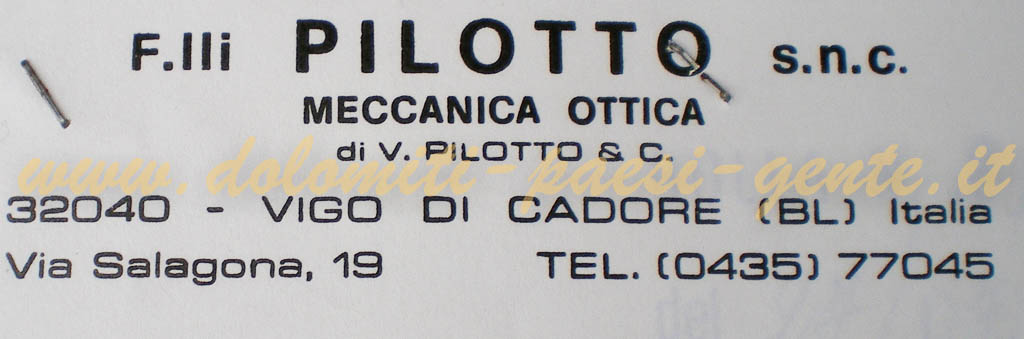 F.lli PILOTTO s.n.c.
MECCANICA OTTICA
di V. PILOTTO & C.
www.dolomiti-paesi-gente.it
32040 - VIGO DI CADORE (BL) Italia
Via Salagona, 19 TEL. (0435) 77045